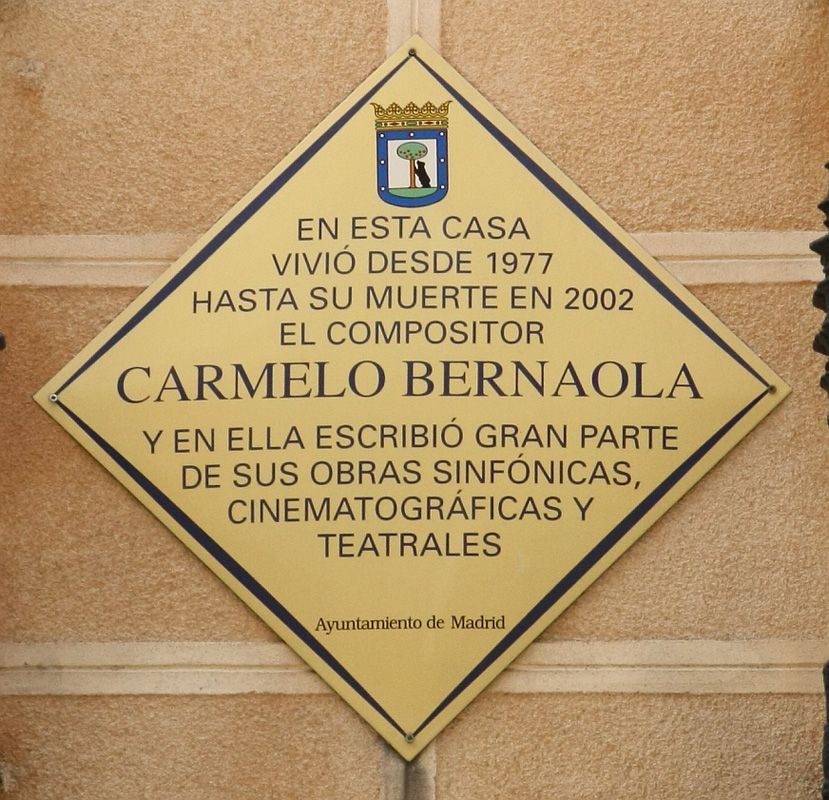 EN ESTA CASA
VIVIÓ DESDE 1977
HASTA SU MUERTE EN 2002
EL COMPOSITOR
CARMELO BERNAOLA
Y EN ELLA ESCRIBIÓ GRAN PARTE
DE SUS OBRAS SINFÓNICAS,
CINEMATOGRÁFICAS Y
TEATRALES
Ayuntamiento de Madrid